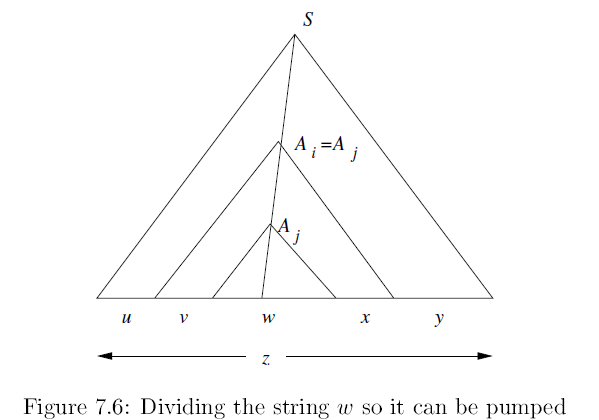 S
A i =A j
A j
u v w x y
z
Figure 7.6: Dividing the string w so it can be pumped